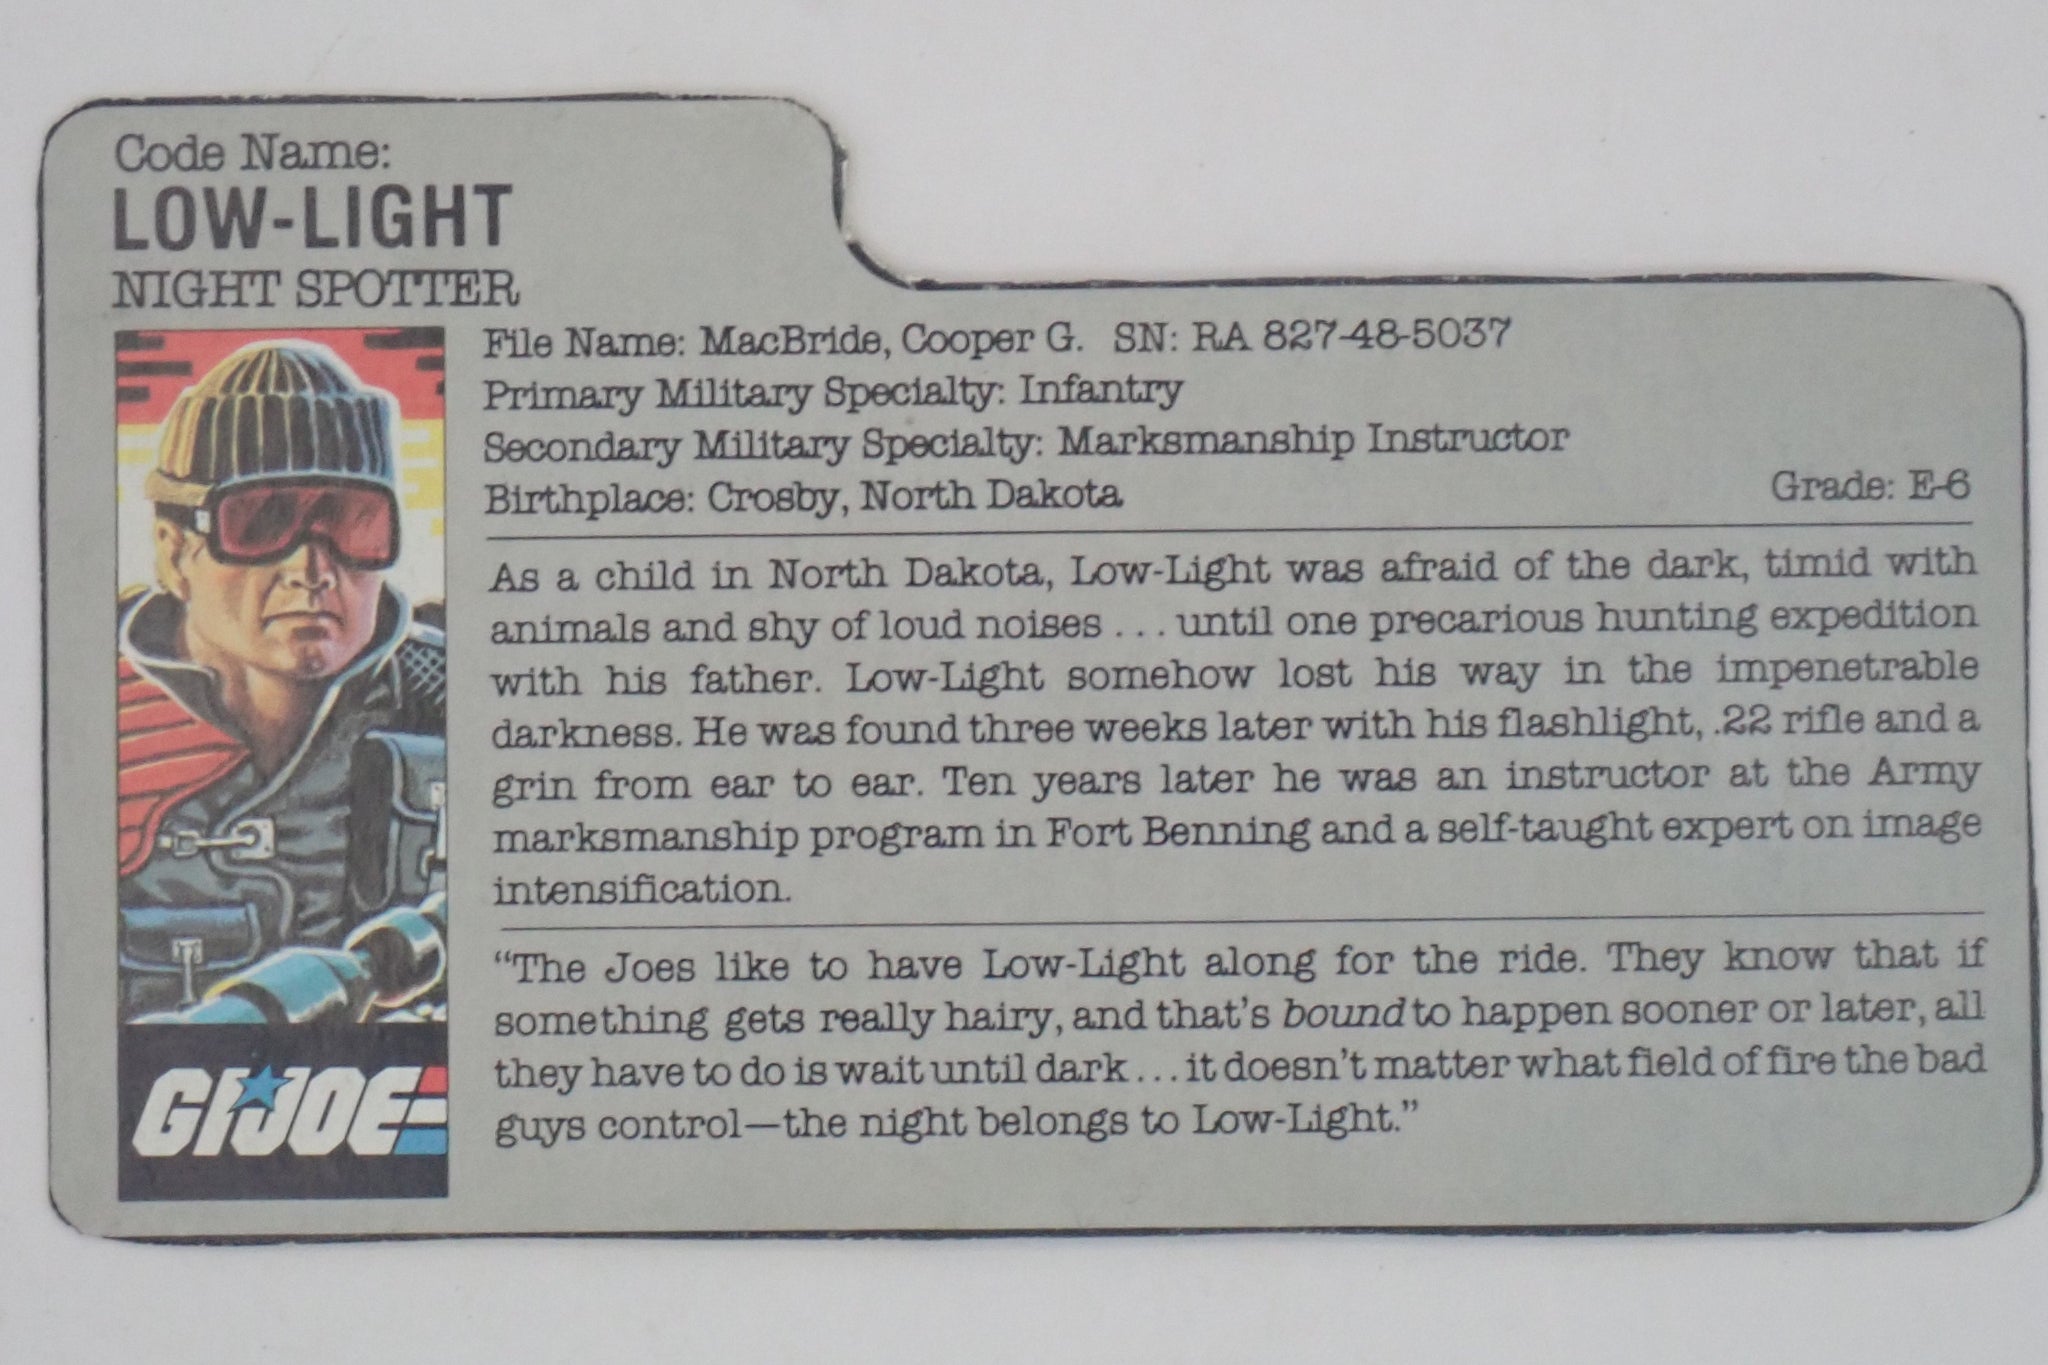 Code Name:
LOW-LIGHT
NIGHT SPOTTER
File Name: MacBride, Cooper G. SN: RA 827-48-5037
Primary Military Specialty: Infantry
Secondary Military Specialty: Marksmanship Instructor
Birthplace: Crosby, North Dakota
Grade: E-6
As a child in North Dakota, Low-Light was afraid of the dark, timid with
animals and shy of loud noises . . . until one precarious hunting expedition
with his father. Low-Light somehow lost his way in the impenetrable
darkness. He was found three weeks later with his flashlight, .22 rifle and a
grin from ear to ear. Ten years later he was an instructor at the Army
marksmanship program in Fort Benning and a self-taught expert on image
intensification.
“The Joes like to have Low-Light along for the ride. They know that if
something gets really hairy, and that’s bound to happen sooner or later, all
they have to do is wait until dark . . . it doesn’t matter what field of fire the bad
guys control—the night belongs to Low-Light.”
GI JOE